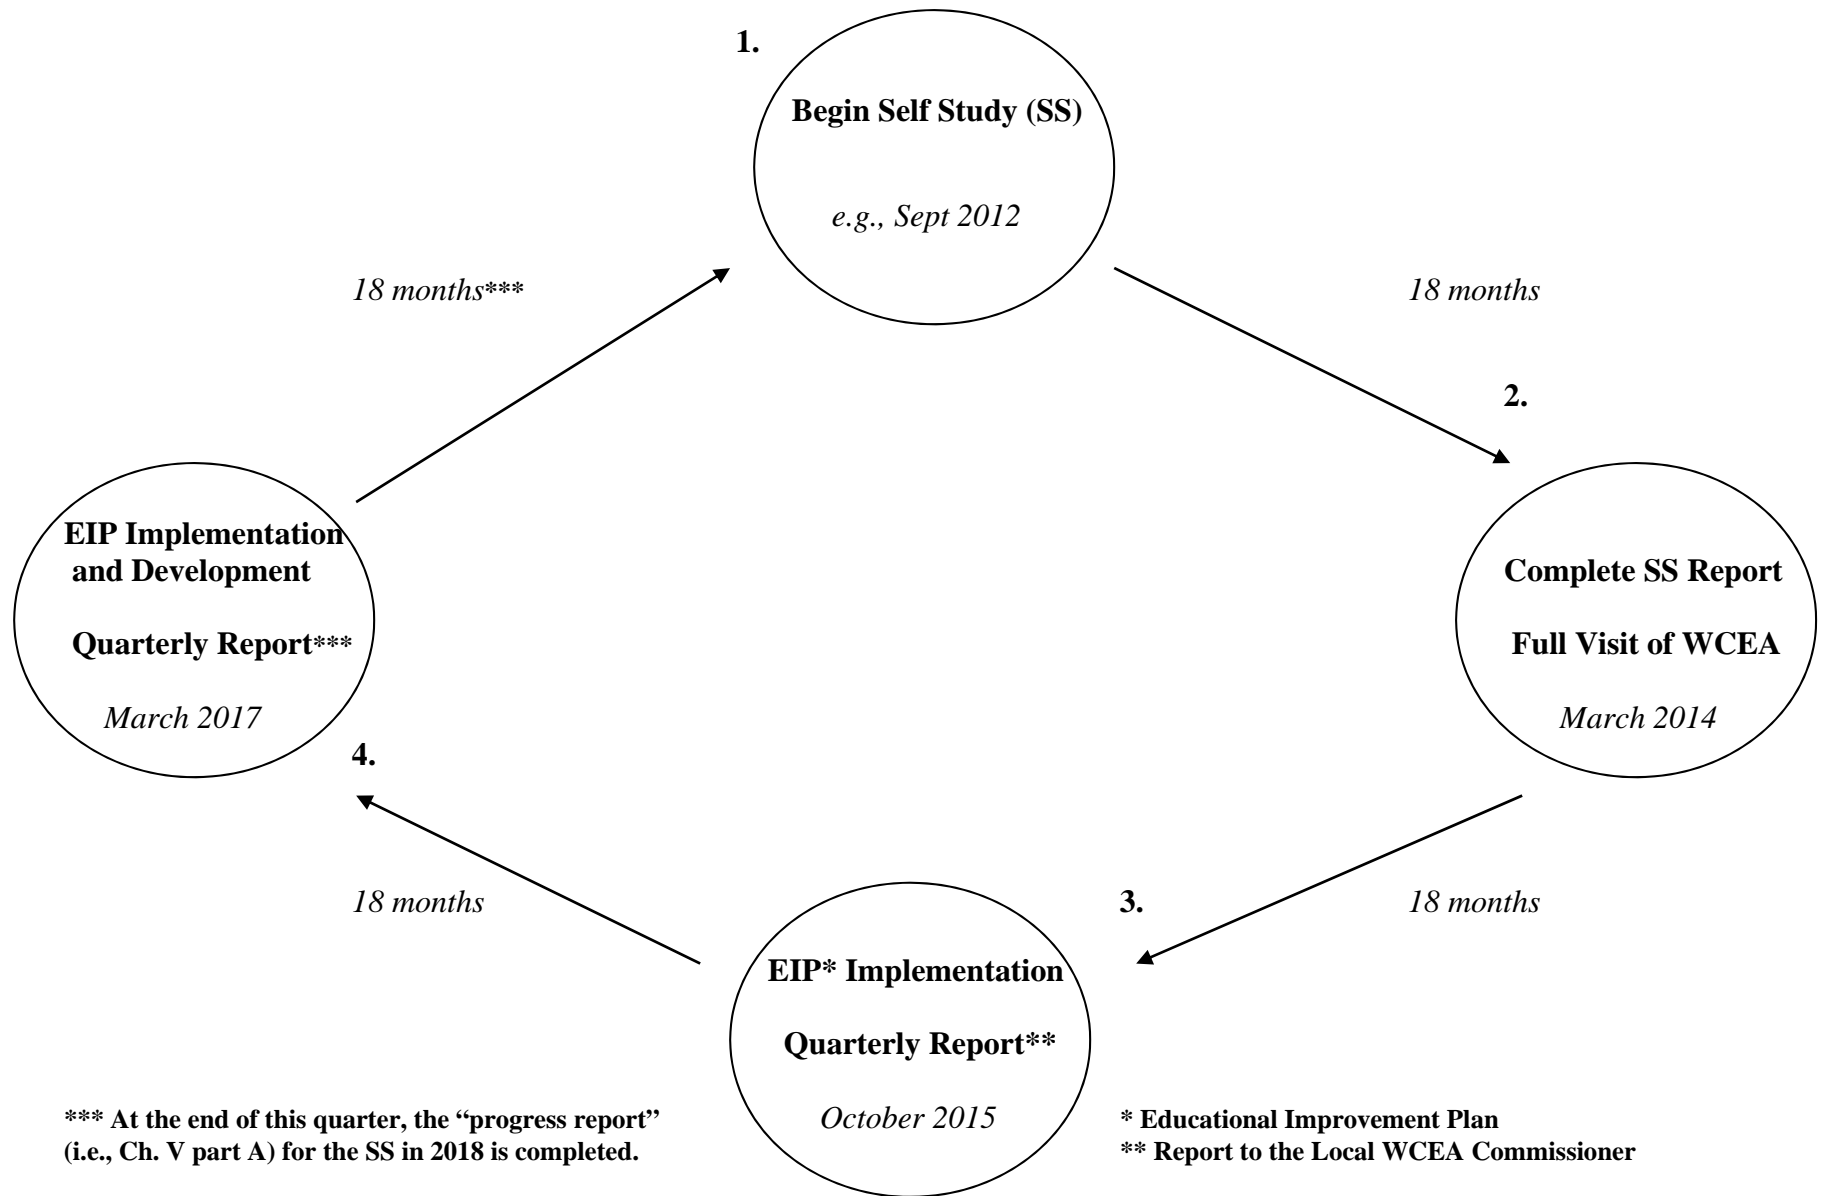 1.
Begin Self Study (SS)
e.g., Sept 2012
18 months***
18 months
2.
EIP Implementation
and Development
Quarterly Report***
March 2017
Complete SS Report
Full Visit of WCEA
March 2014
4.
18 months
3.
18 months
EIP* Implementation
Quarterly Report**
October 2015
*** At the end of this quarter, the “progress report”
(i.e., Ch. V part A) for the SS in 2018 is completed.
* Educational Improvement Plan
** Report to the Local WCEA Commissioner